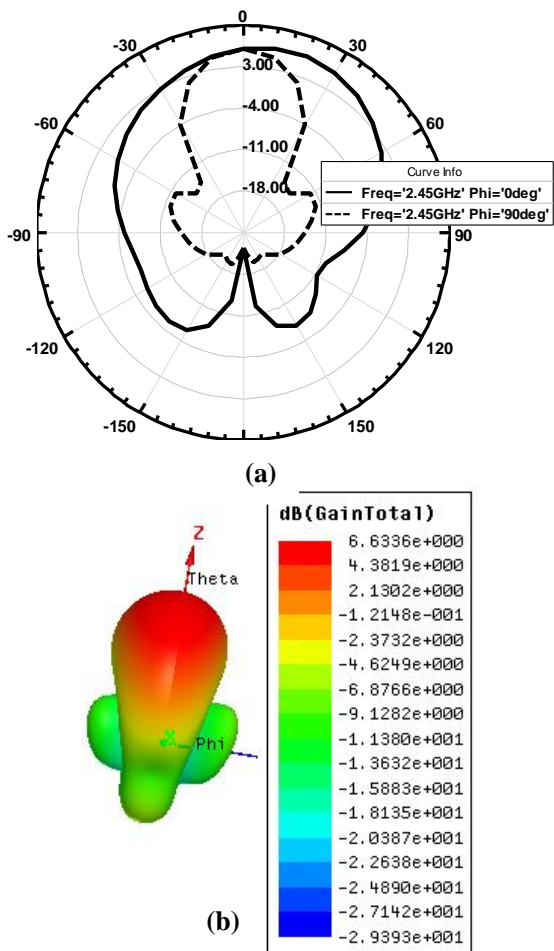 0
-30
30
3.00
-60
60
-4.00
-11.00
-18.00
Curve Info
Freq='2.45GHz' Phi='0deg'
Freq='2.45GHz' Phi='90deg'
-90
90
-120
120
-150
150
(a)
dB(GainTotal)
6.6336e+000
4.3819e+000
2.1302e+000
-1.2148e-001
-2.3732e+000
-4.6249e+000
-6.8766e+000
-9.1282e+000
-1.1380e+001
-1.3632e+001
-1.5883e+001
-1.8135e+001
-2.0387e+001
-2.2638e+001
-2.4890e+001
-2.7142e+001
-2.9393e+001
Z
Theta
Phi
(b)